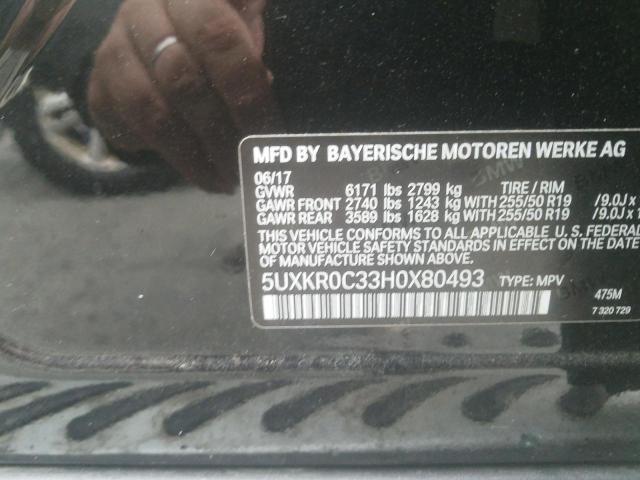 MFD BY BAYERISCHE MOTOREN WERKE AG
06/17
GVWR 6171 lbs 2799 kg TIRE / RIM
GAWR FRONT 2740 lbs 1243 kg WITH 255/50 R19 /9.0J x 1
GAWR REAR 3589 lbs 1628 kg WITH 255/50 R19 /9.0J x 1
THIS VEHICLE CONFORMS TO ALL APPLICABLE U.S. FEDERAL
MOTOR VEHICLE SAFETY STANDARDS IN EFFECT ON THE DATE
OF MANUFACTURE SHOWN ABOVE.
5UXKR0C33H0X80493 TYPE: MPV
475M
7 320 729